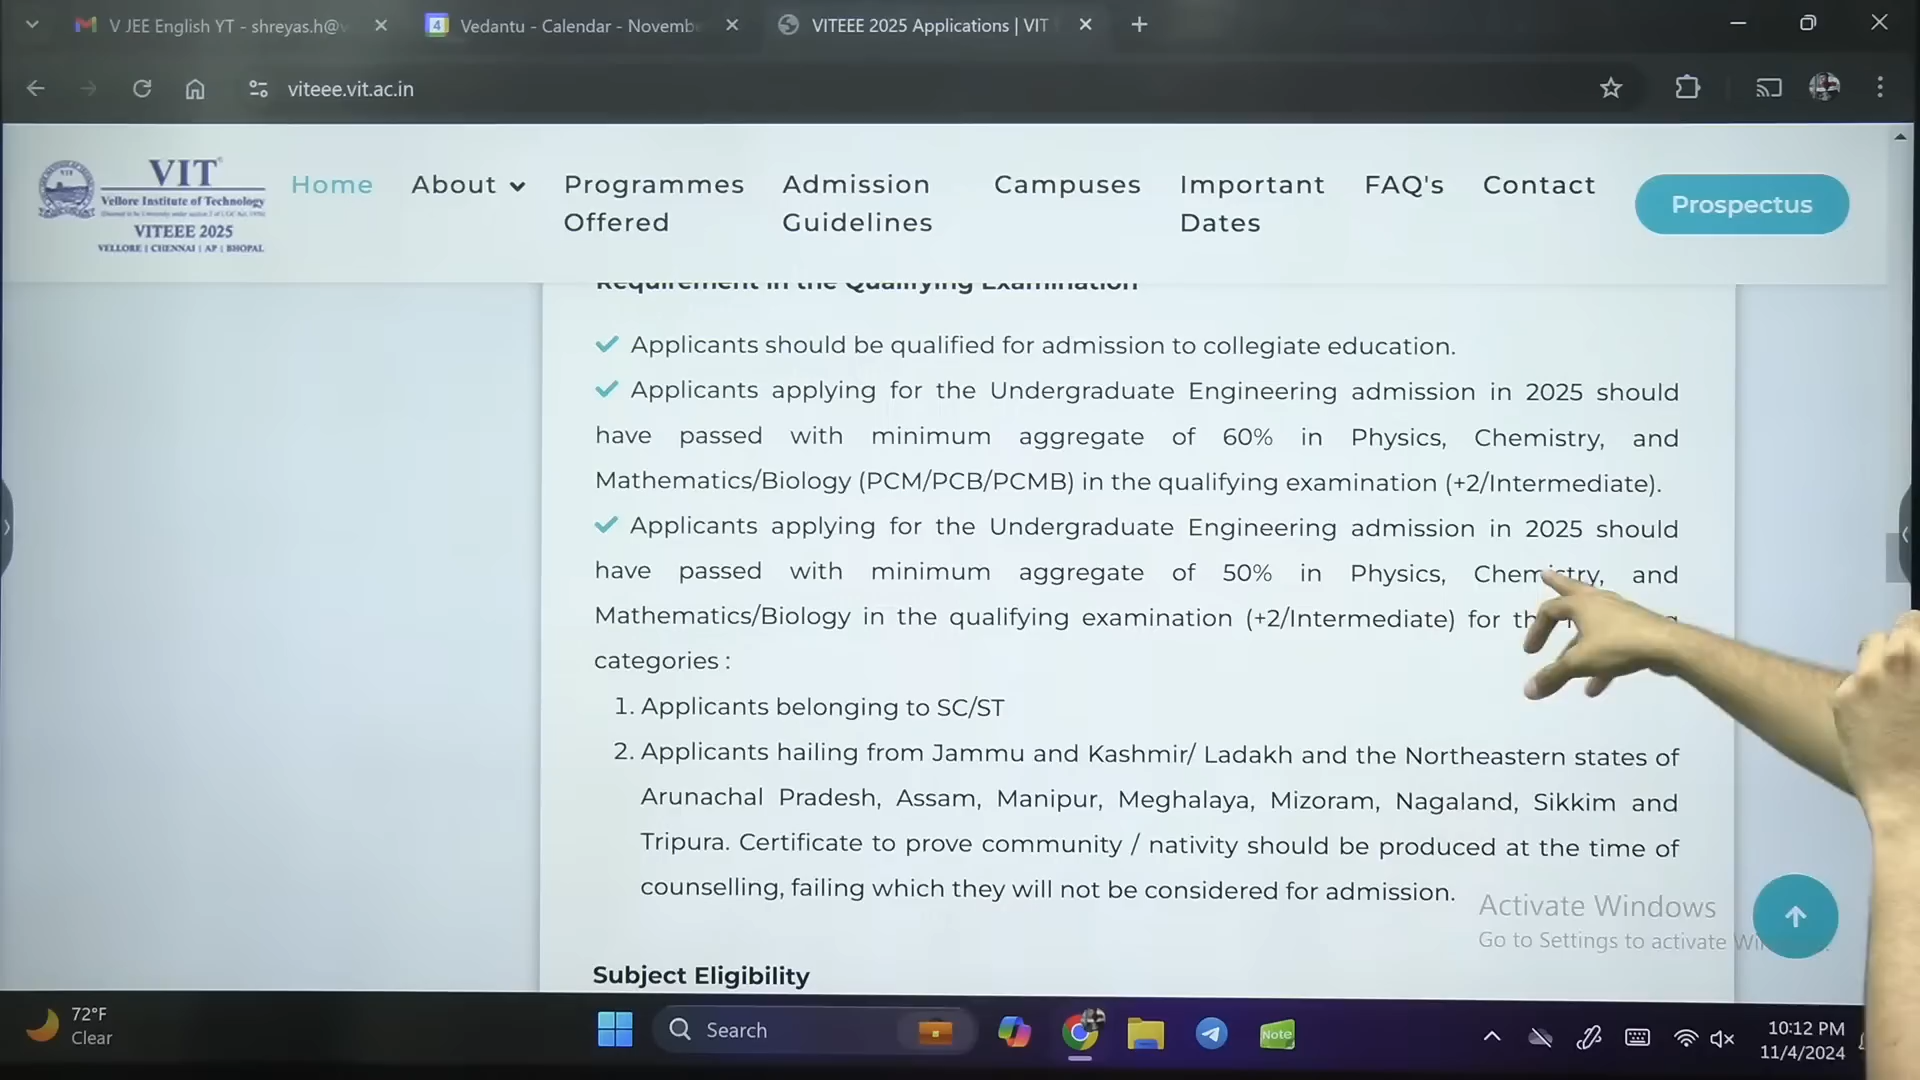 V JEE English YT - shreyas.h@v
4
Vedantu - Calendar - Novemb
VITEEE 2025 Applications | VIT
viteee.vit.ac.in
VIT
Vellore Institute of Technology
VITEEE 2025
VELLORE | CHENNAI | AP | BHOPAL
Home
About
Programmes
Offered
Admission
Guidelines
Campuses
Important
Dates
FAQ's
Contact
Prospectus
Requirement in the Qualifying Examination
Applicants should be qualified for admission to collegiate education.
Applicants applying for the Undergraduate Engineering admission in 2025 should
have passed with minimum aggregate of 60% in Physics, Chemistry, and
Mathematics/Biology (PCM/PCB/PCMB) in the qualifying examination (+2/Intermediate).
Applicants applying for the Undergraduate Engineering admission in 2025 should
have passed with minimum aggregate of 50% in Physics, Chemistry, and
Mathematics/Biology in the qualifying examination (+2/Intermediate) for
categories :
1. Applicants belonging to SC/ST
2. Applicants hailing from Jammu and Kashmir/ Ladakh and the Northeastern states of
Arunachal Pradesh, Assam, Manipur, Meghalaya, Mizoram, Nagaland, Sikkim and
Tripura. Certificate to prove community / nativity should be produced at the time of
counselling, failing which they will not be considered for admission.
Activate Windows
Go to Settings to activate
Subject Eligibility
72°F
Clear
Search
Note
10:12 PM
11/4/2024